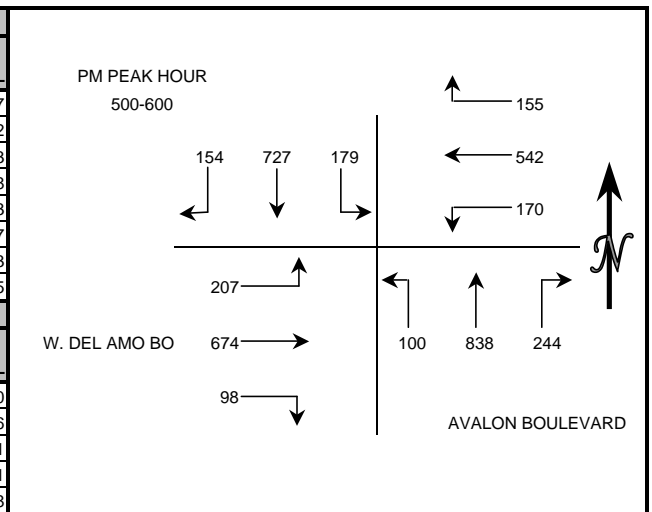 PM PEAK HOUR
500-600
155
154 727 179
542
170
N
207
W. DEL AMO BO 674
100 838 244
98
AVALON BOULEVARD